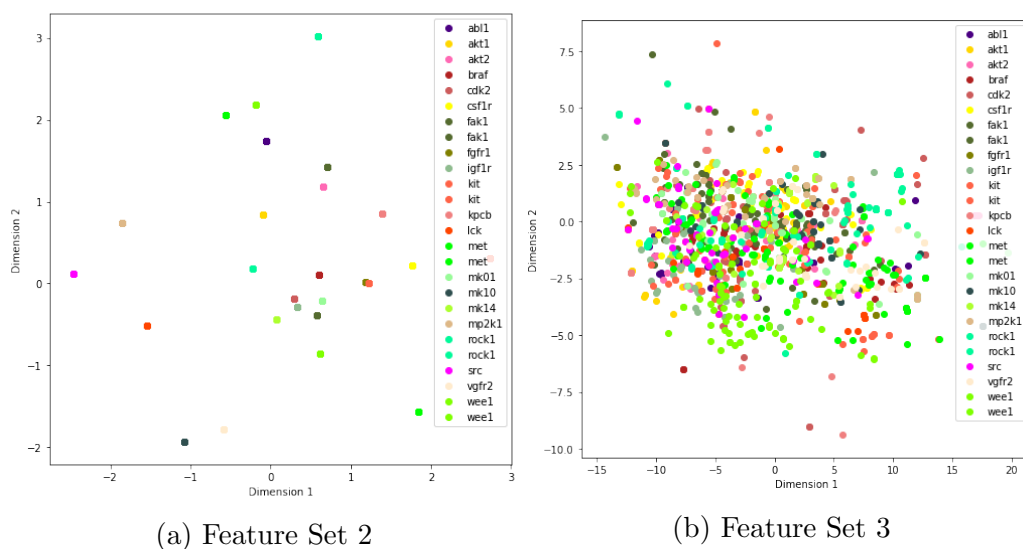 3
2
1
0
−1
−2
Dimension 2
−2
−1
0
1
2
3
Dimension 1
abl1
akt1
akt2
braf
cdk2
csf1r
fak1
fak1
fgfr1
igf1r
kit
kit
kpcb
lck
met
met
mk01
mk10
mk14
mp2k1
rock1
rock1
src
vgfr2
wee1
wee1
(a) Feature Set 2
7.5
5.0
2.5
0.0
−2.5
−5.0
−7.5
−10.0
Dimension 2
−15
−10
−5
0
5
10
15
20
Dimension 1
abl1
akt1
akt2
braf
cdk2
csf1r
fak1
fak1
fgfr1
igf1r
kit
kit
kpcb
lck
met
met
mk01
mk10
mk14
mp2k1
rock1
rock1
src
vgfr2
wee1
wee1
(b) Feature Set 3